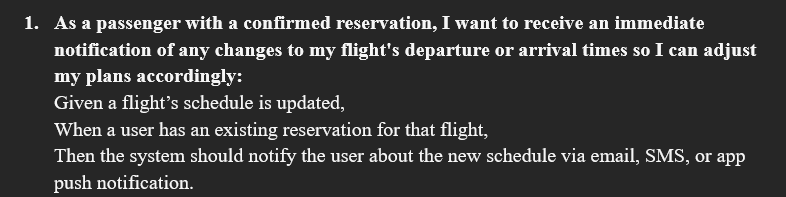 1. As a passenger with a confirmed reservation, I want to receive an immediate
notification of any changes to my flight's departure or arrival times so I can adjust
my plans accordingly:
Given a flight’s schedule is updated,
When a user has an existing reservation for that flight,
Then the system should notify the user about the new schedule via email, SMS, or app
push notification.